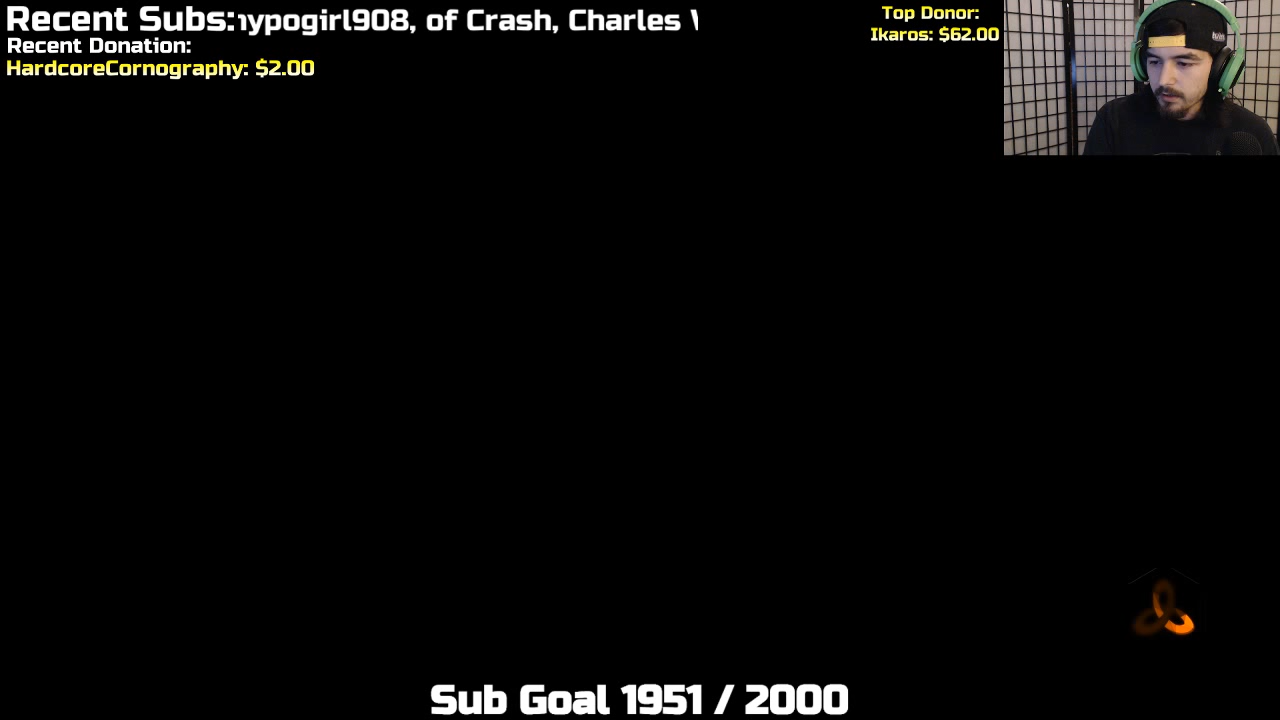 Recent Subs: ypogirl908, of Crash, Charles
Recent Donation:
HardcoreCornography: $2.00
Top Donor:
Ikaros: $62.00
Sub Goal 1951 / 2000